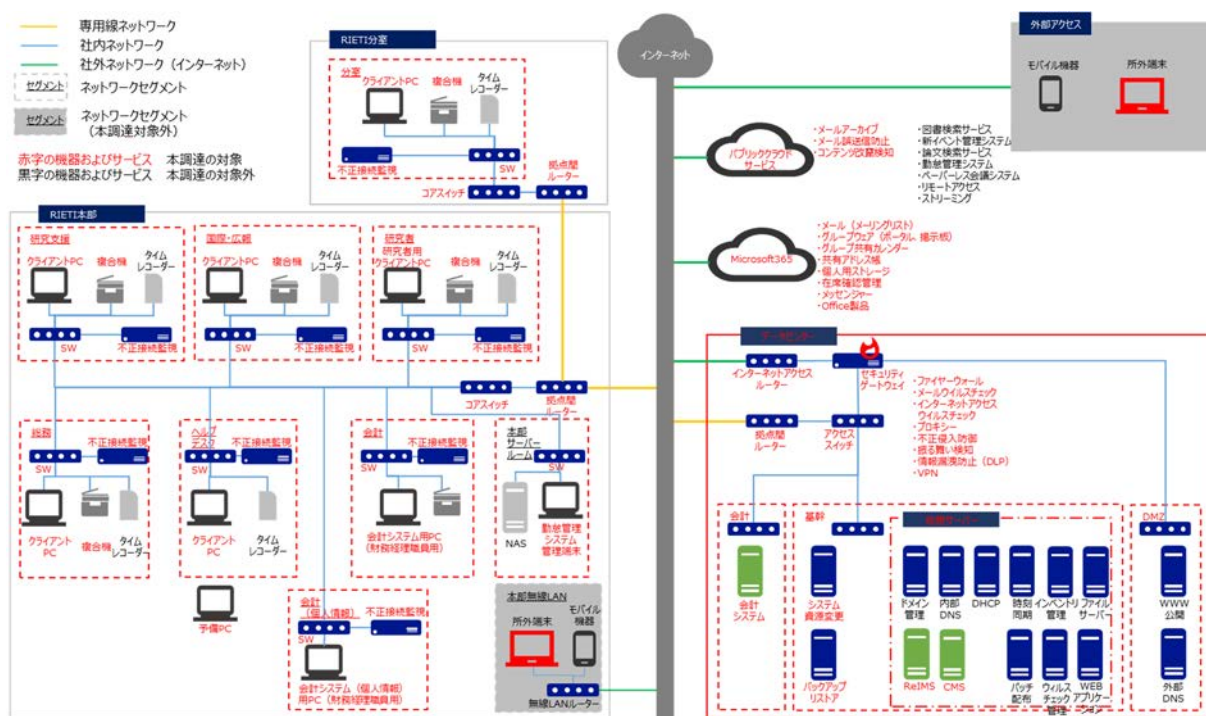 専用線ネットワーク
社内ネットワーク
社外ネットワーク（インターネット）
セグメント
ネットワークセグメント
セグメント
ネットワークセグメント
（本調達対象外）
赤字の機器およびサービス　本調達の対象
黒字の機器およびサービス　本調達の対象外
RIETI分室
分室
クライアントPC
複合機
タイム
レコーダー
不正接続監視
SW
コアスイッチ
拠点間
ルーター
インターネット
外部アクセス
モバイル機器
所外端末
パブリッククラウド
サービス
・メールアーカイブ
・メール誤送信防止
・コンテンツ改竄検知
・図書検索サービス
・新イベント管理システム
・論文検索サービス
・勤怠管理システム
・ペーパーレス会議システム
・リモートアクセス
・ストリーミング
Microsoft365
・メール（メーリングリスト）
・グループウェア（ポータル、掲示板）
・グループ共有カレンダー
・共有アドレス帳
・個人用ストレージ
・在席確認管理
・メッセンジャー
・Office製品
RIETI本部
研究支援
クライアントPC
複合機
タイム
レコーダー
SW
不正接続監視
国際・広報
クライアントPC
複合機
タイム
レコーダー
SW
不正接続監視
研究者
研究者用
クライアントPC
複合機
タイム
レコーダー
SW
不正接続監視
コアスイッチ
拠点間
ルーター
総務
不正接続監視
SW
クライアント
PC
複合機
タイム
レコーダー
ヘルプ
デスク
不正接続監視
SW
クライアント
PC
タイム
レコーダー
会計
不正接続監視
SW
会計システム用PC
（財務経理職員用）
本部
サーバー
ルーム
SW
NAS
勤怠管理
システム
管理端末
予備PC
会計
（個人情報）
不正接続監視
SW
会計システム（個人情報）
用PC（財務経理職員用）
本部無線LAN
所外端末
モバイル
機器
無線LANルーター
データセンター
インターネットアクセス
ルーター
セキュリティ
ゲートウェイ
・ファイヤーウォール
・メールウイルスチェック
・インターネットアクセス
ウイルスチェック
・プロキシー
・不正侵入防御
・振る舞い検知
・情報漏洩防止（DLP）
・VPN
拠点間
ルーター
アクセス
スイッチ
会計
会計
システム
基幹
システム
資源変更
バックアップ
リストア
ドメイン
管理
内部
DNS
DHCP
時刻
同期
インベントリ
管理
ファイル
サーバー
ReIMS
CMS
パッチ
配布
ウィルス
チェック
管理
WEB
アプリケー
ション
DMZ
WWW
公開
外部
DNS